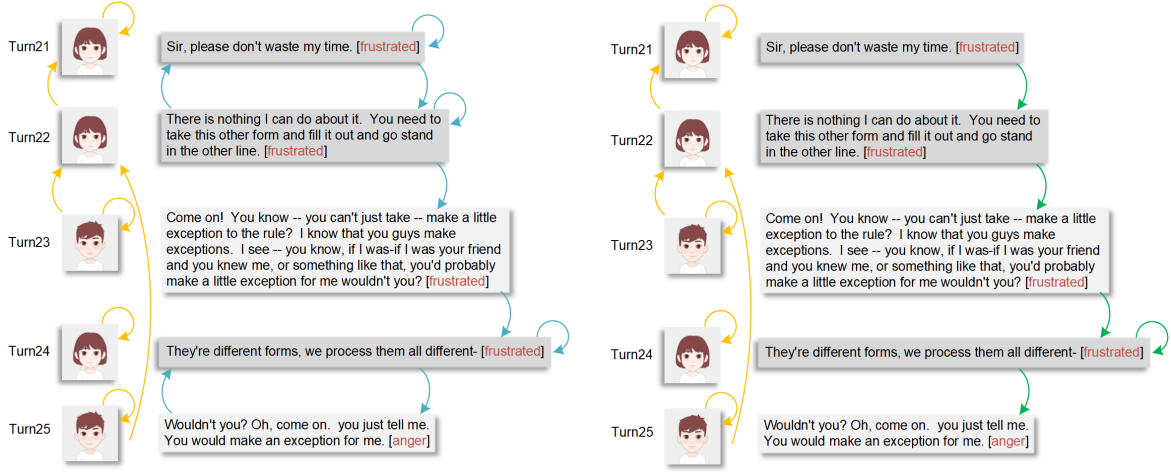 Turn21
Sir, please don't waste my time. [frustrated]
Turn22
There is nothing I can do about it.  You need to
take this other form and fill it out and go stand
in the other line. [frustrated]
Turn23
Come on!  You know -- you can't just take -- make a little
exception to the rule?  I know that you guys make
exceptions.  I see -- you know, if I was-if I was your friend
and you knew me, or something like that, you'd probably
make a little exception for me wouldn't you? [frustrated]
Turn24
They're different forms, we process them all different- [frustrated]
Turn25
Wouldn't you? Oh, come on.  you just tell me.
You would make an exception for me. [anger]
Turn21
Sir, please don't waste my time. [frustrated]
Turn22
There is nothing I can do about it.  You need to
take this other form and fill it out and go stand
in the other line. [frustrated]
Turn23
Come on!  You know -- you can't just take -- make a little
exception to the rule?  I know that you guys make
exceptions.  I see -- you know, if I was-if I was your friend
and you knew me, or something like that, you'd probably
make a little exception for me wouldn't you? [frustrated]
Turn24
They're different forms, we process them all different- [frustrated]
Turn25
Wouldn't you? Oh, come on.  you just tell me.
You would make an exception for me. [anger]